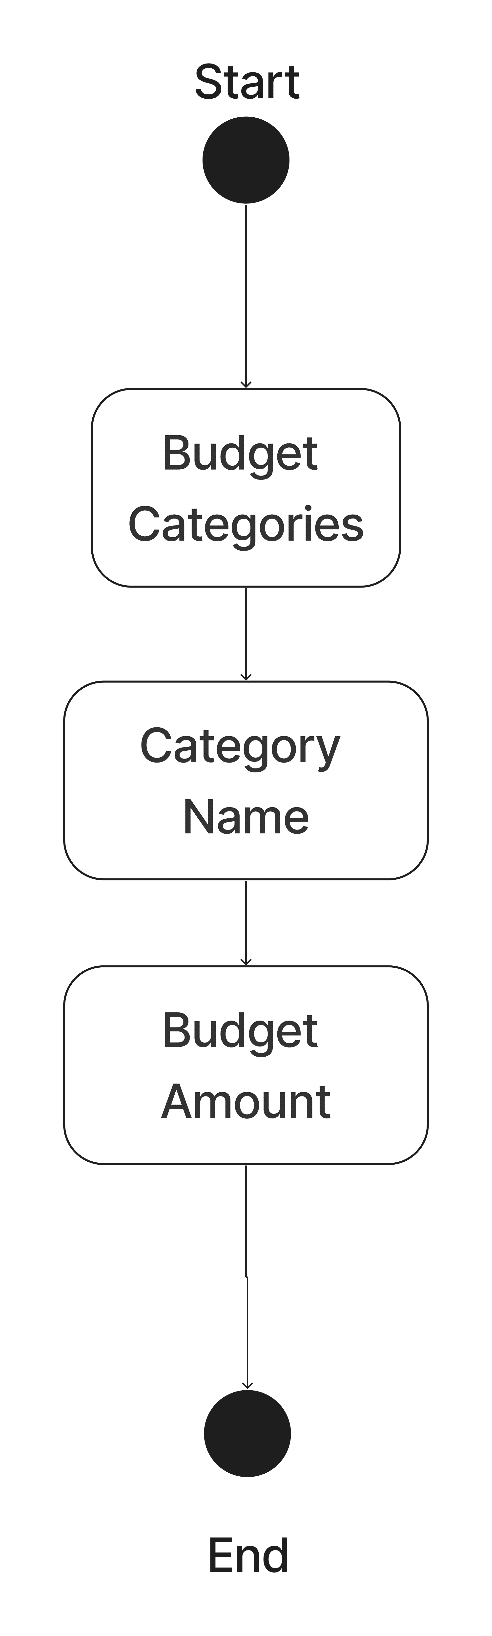 Start
Budget
Categories
Category
Name
Budget
Amount
End